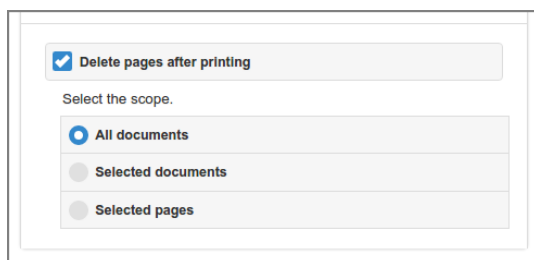 Delete pages after printing
Select the scope.
All documents
Selected documents
Selected pages